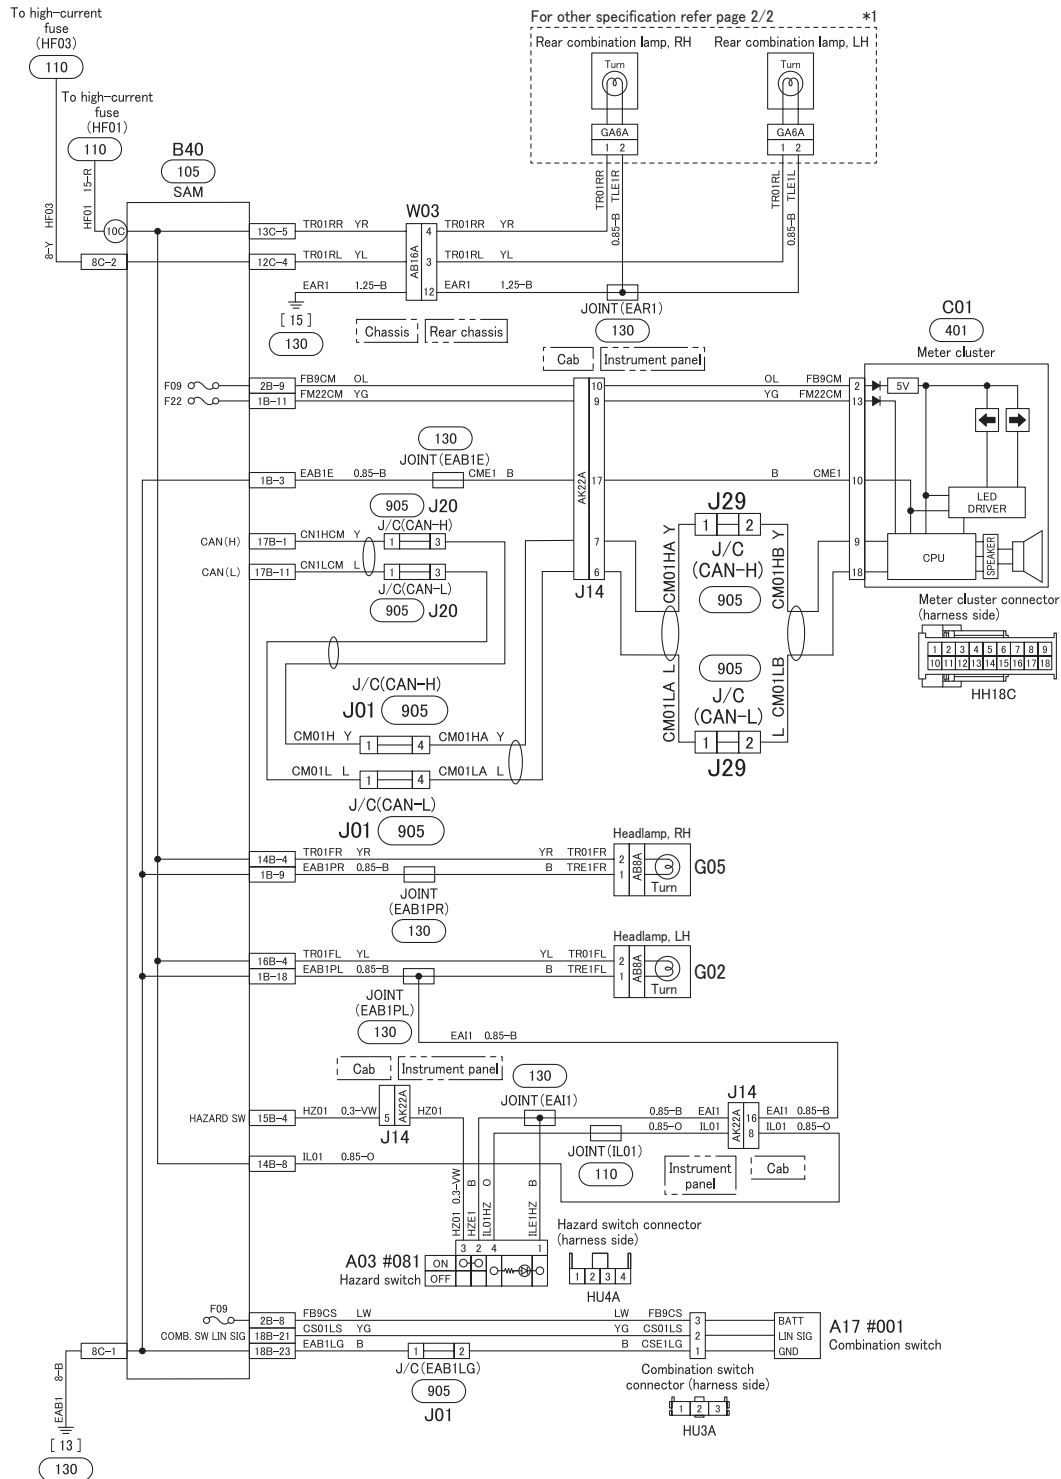 To high-current
fuse
(HF03)
110
To high-current
fuse
(HF01)
110
For other specification refer page 2/2
*1
Rear combination lamp, RH
Rear combination lamp, LH
Turn
Turn
GA6A
GA6A
1 2
1 2
TR01RR
0.85-B TLE1R
TR01RL
0.85-B TLE1L
B40
105
SAM
8-Y HF03
HF01 15-R
10C
13C-5
TR01RR YR
W03
4
TR01RR YR
8C-2
12C-4
TR01RL YL
AB16A
3
TR01RL YL
EAR1 1.25-B
12
EAR1 1.25-B
JOINT(EAR1)
130
[ 15 ]
130
Chassis
Rear chassis
Cab
Instrument panel
C01
401
Meter cluster
F09
2B-9
FB9CM OL
10
OL FB9CM
2
5V
F22
1B-11
FM22CM YG
9
YG FM22CM
13
130
JOINT(EAB1E)
1B-3
EAB1E 0.85-B
CME1 B
AK22A
17
B CME1
10
LED
DRIVER
905
J20
J/C(CAN-H)
CAN(H)
17B-1
CN1HCM Y
1 3
7
CAN(L)
17B-11
CN1LCM L
1 3
6
J/C(CAN-L)
905
J20
J14
J29
1 2
J/C
(CAN-H)
905
CM01HA Y
CM01HB Y
9
18
CPU
SPEAKER
Meter cluster connector
(harness side)
1 2 3 4 5 6 7 8 9
10 11 12 13 14 15 16 17 18
HH18C
905
J/C
(CAN-L)
CM01LA L
L CM01LB
1 2
J29
J/C(CAN-H)
J01
905
CM01H Y
1 4
CM01HA Y
CM01L L
1 4
CM01LA L
J/C(CAN-L)
J01
905
Headlamp, RH
14B-4
TR01FR YR
YR TR01FR
2
1B-9
EAB1PR 0.85-B
B TRE1FR
1
AB8A
Turn
G05
JOINT
(EAB1PR)
130
Headlamp, LH
16B-4
TR01FL YL
YL TR01FL
2
1B-18
EAB1PL 0.85-B
B TRE1FL
1
AB8A
Turn
G02
JOINT
(EAB1PL)
130
EAI1 0.85-B
Cab
Instrument panel
130
JOINT(EAI1)
J14
HAZARD SW
15B-4
HZ01 0.3-VW
5
AK22A
HZ01
J14
0.85-B EAI1
16
EAI1 0.85-B
0.85-O IL01
8
IL01 0.85-O
AK22A
JOINT(IL01)
110
Instrument
panel
Cab
14B-8
IL01 0.85-O
HZ01 0.3-VW
HZE1 B
IL01HZ O
ILE1HZ B
3 2 4 1
A03 #081
Hazard switch
ON
OFF
Hazard switch connector
(harness side)
1 2 3 4
HU4A
F09
2B-8
FB9CS LW
LW FB9CS
3
BATT
COMB. SW LIN SIG
18B-21
CS01LS YG
YG CS01LS
2
LIN SIG
8C-1
18B-23
EAB1LG B
1 2
B CSE1LG
1
GND
A17 #001
Combination switch
J/C(EAB1LG)
905
J01
Combination switch
connector (harness side)
1 2 3
HU3A
EAB1 8-B
[ 13 ]
130